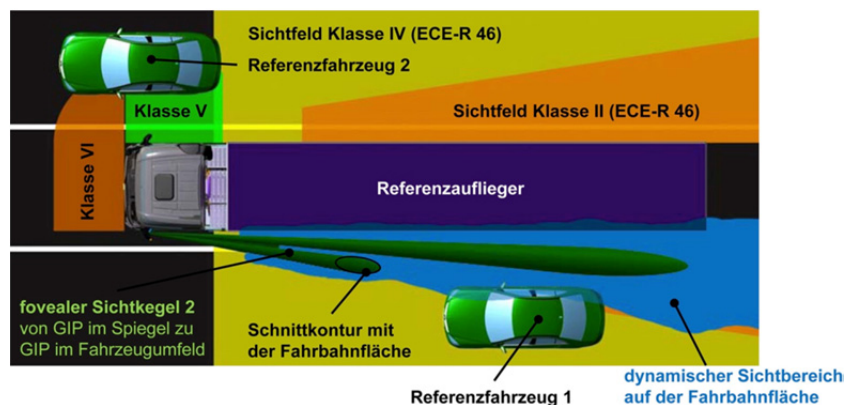 Sichtfeld Klasse IV (ECE-R 46)
Referenzfahrzeug 2
Klasse V
Sichtfeld Klasse II (ECE-R 46)
Klasse VI
Referenzauflieger
fovealer Sichtkegel 2
von GIP im Spiegel zu
GIP im Fahrzeugumfeld
Schnittkontur mit
der Fahrbahnfläche
Referenzfahrzeug 1
dynamischer Sichtbereich
auf der Fahrbahnfläche